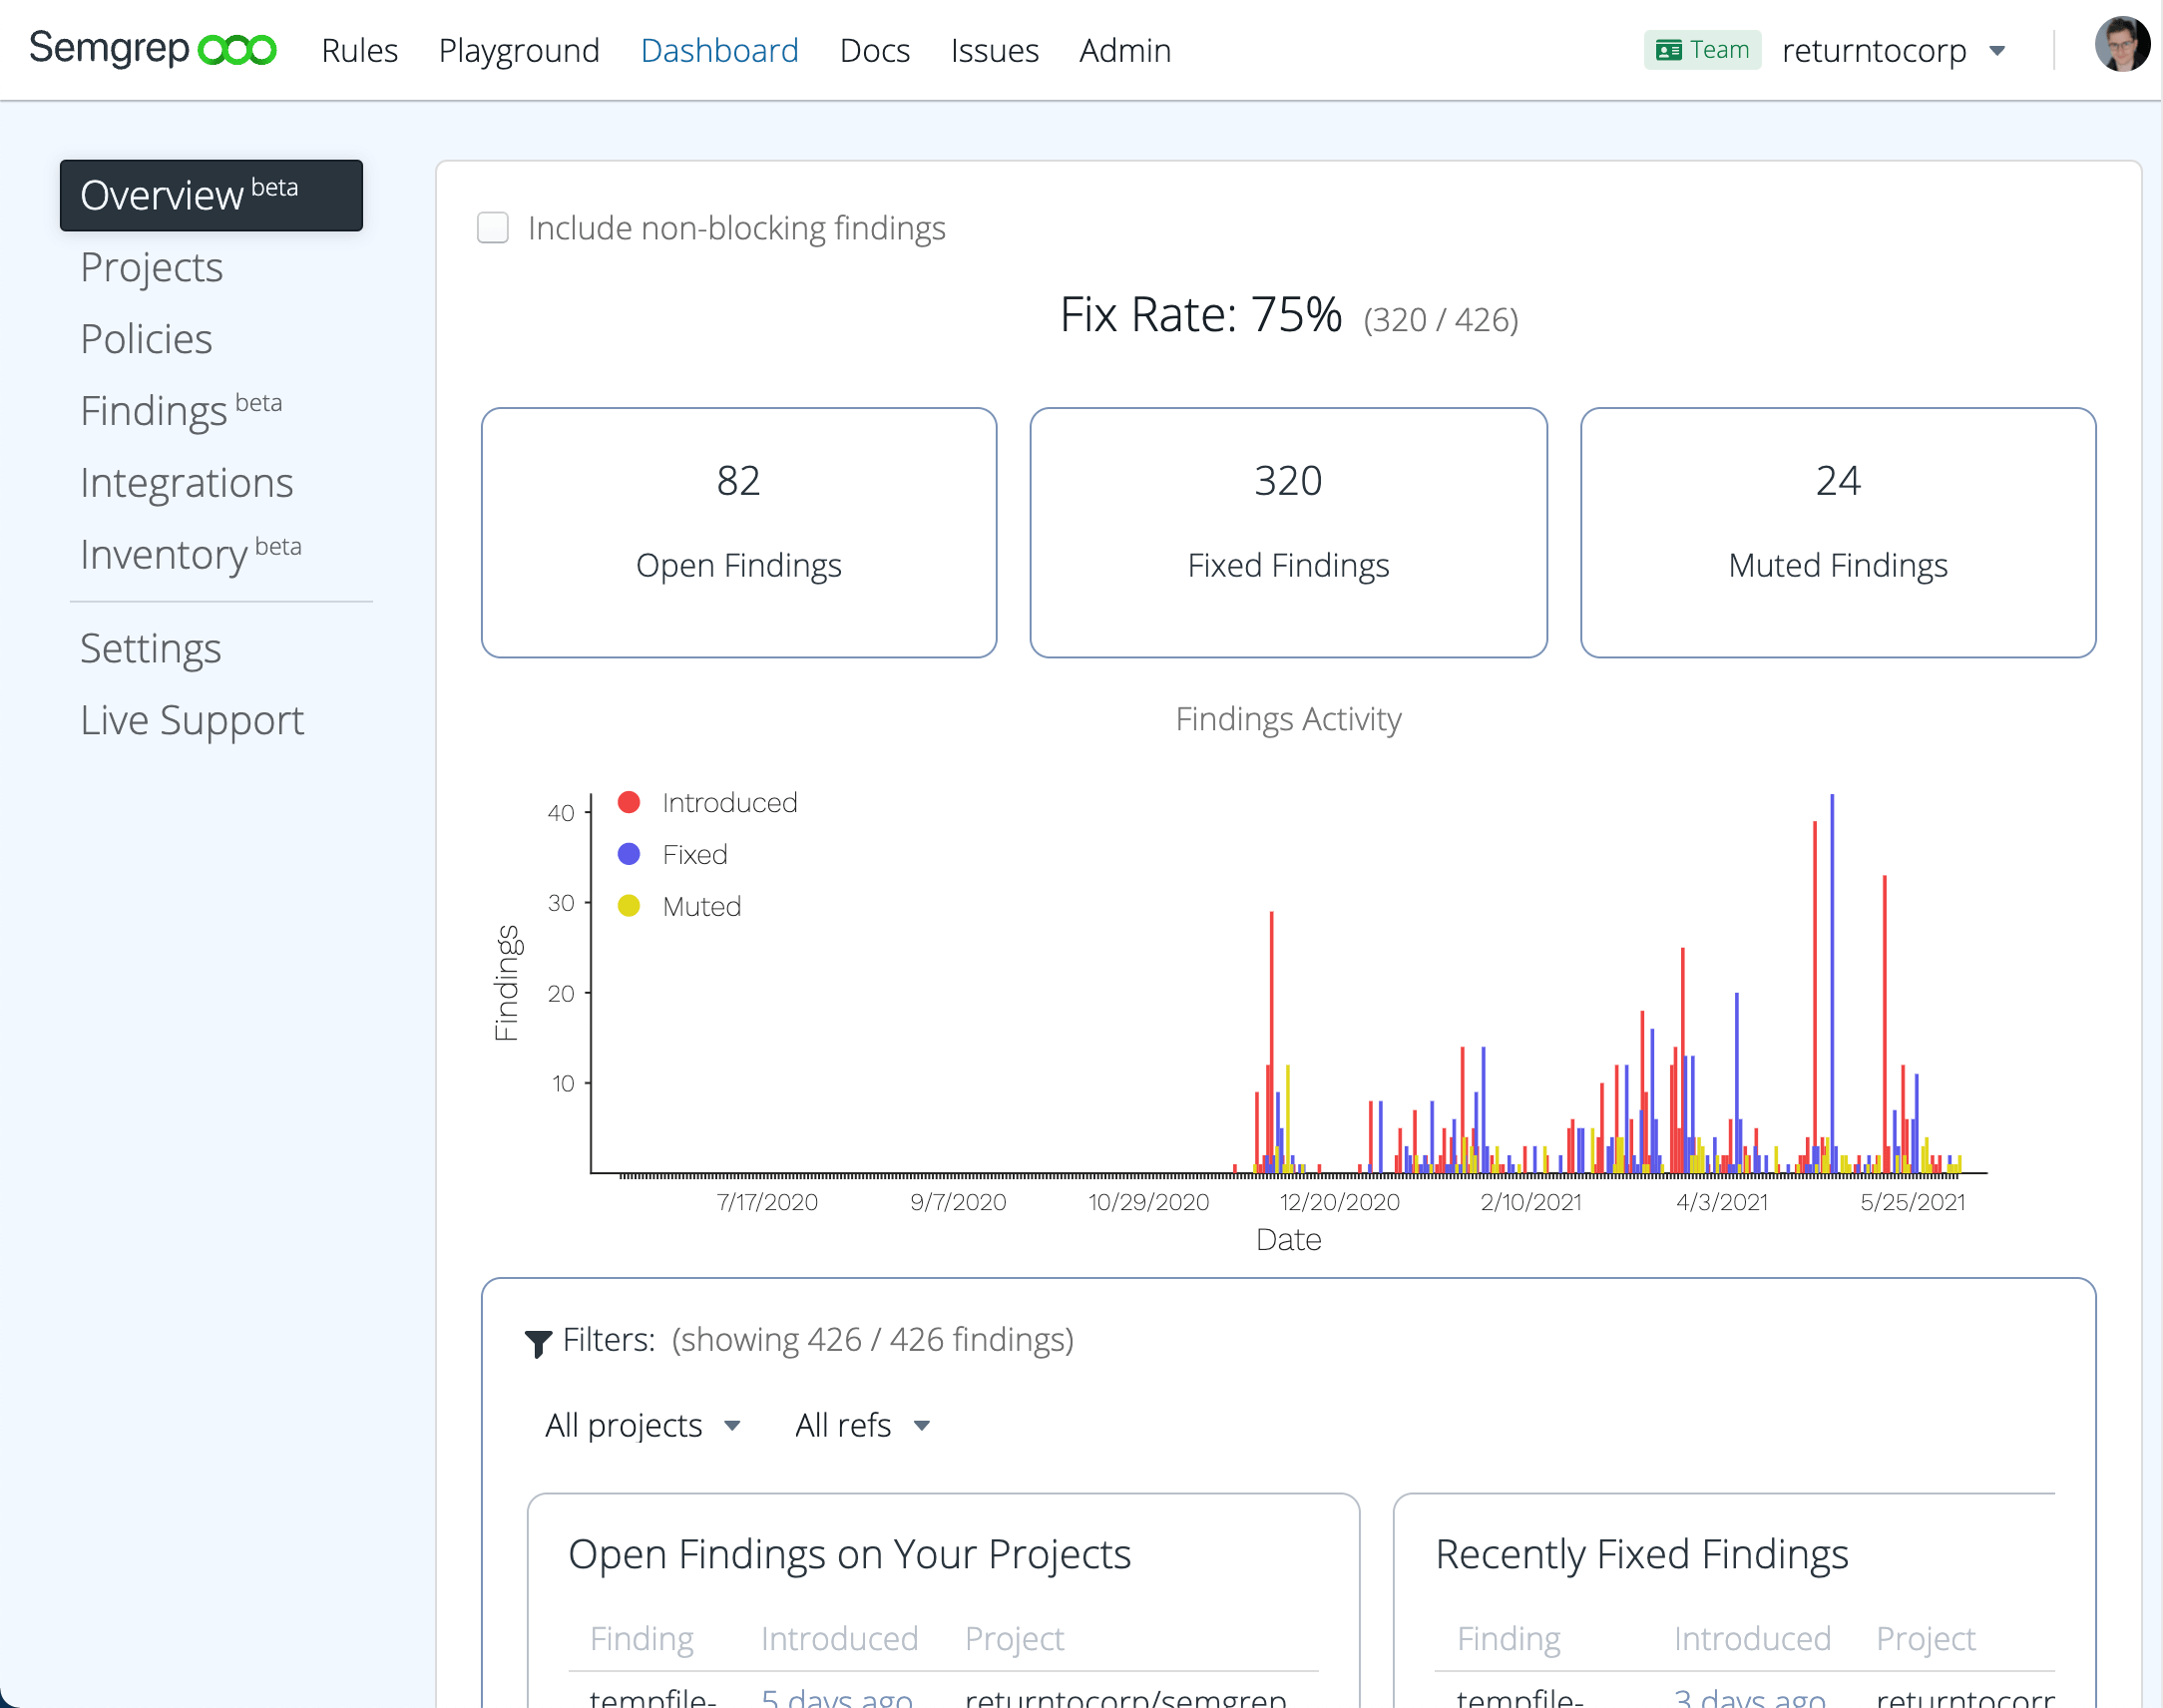 Semgrep Rules Playground Dashboard Docs Issues Admin Team returntocorp
Overview beta
Projects
Policies
Findings beta
Integrations
Inventory beta
Settings
Live Support
Include non-blocking findings
Fix Rate: 75% (320 / 426)
82
Open Findings
320
Fixed Findings
24
Muted Findings
Findings Activity
Introduced
Fixed
Muted
40
30
20
10
Findings
7/17/2020 9/7/2020 10/29/2020 12/20/2020 2/10/2021 4/3/2021 5/25/2021
Date
Filters: (showing 426 / 426 findings)
All projects All refs
Open Findings on Your Projects
Finding Introduced Project
tempfile- 5 days ago returntocorp/semgrep
Recently Fixed Findings
Finding Introduced Project
tempfile- 3 days ago returntocorp